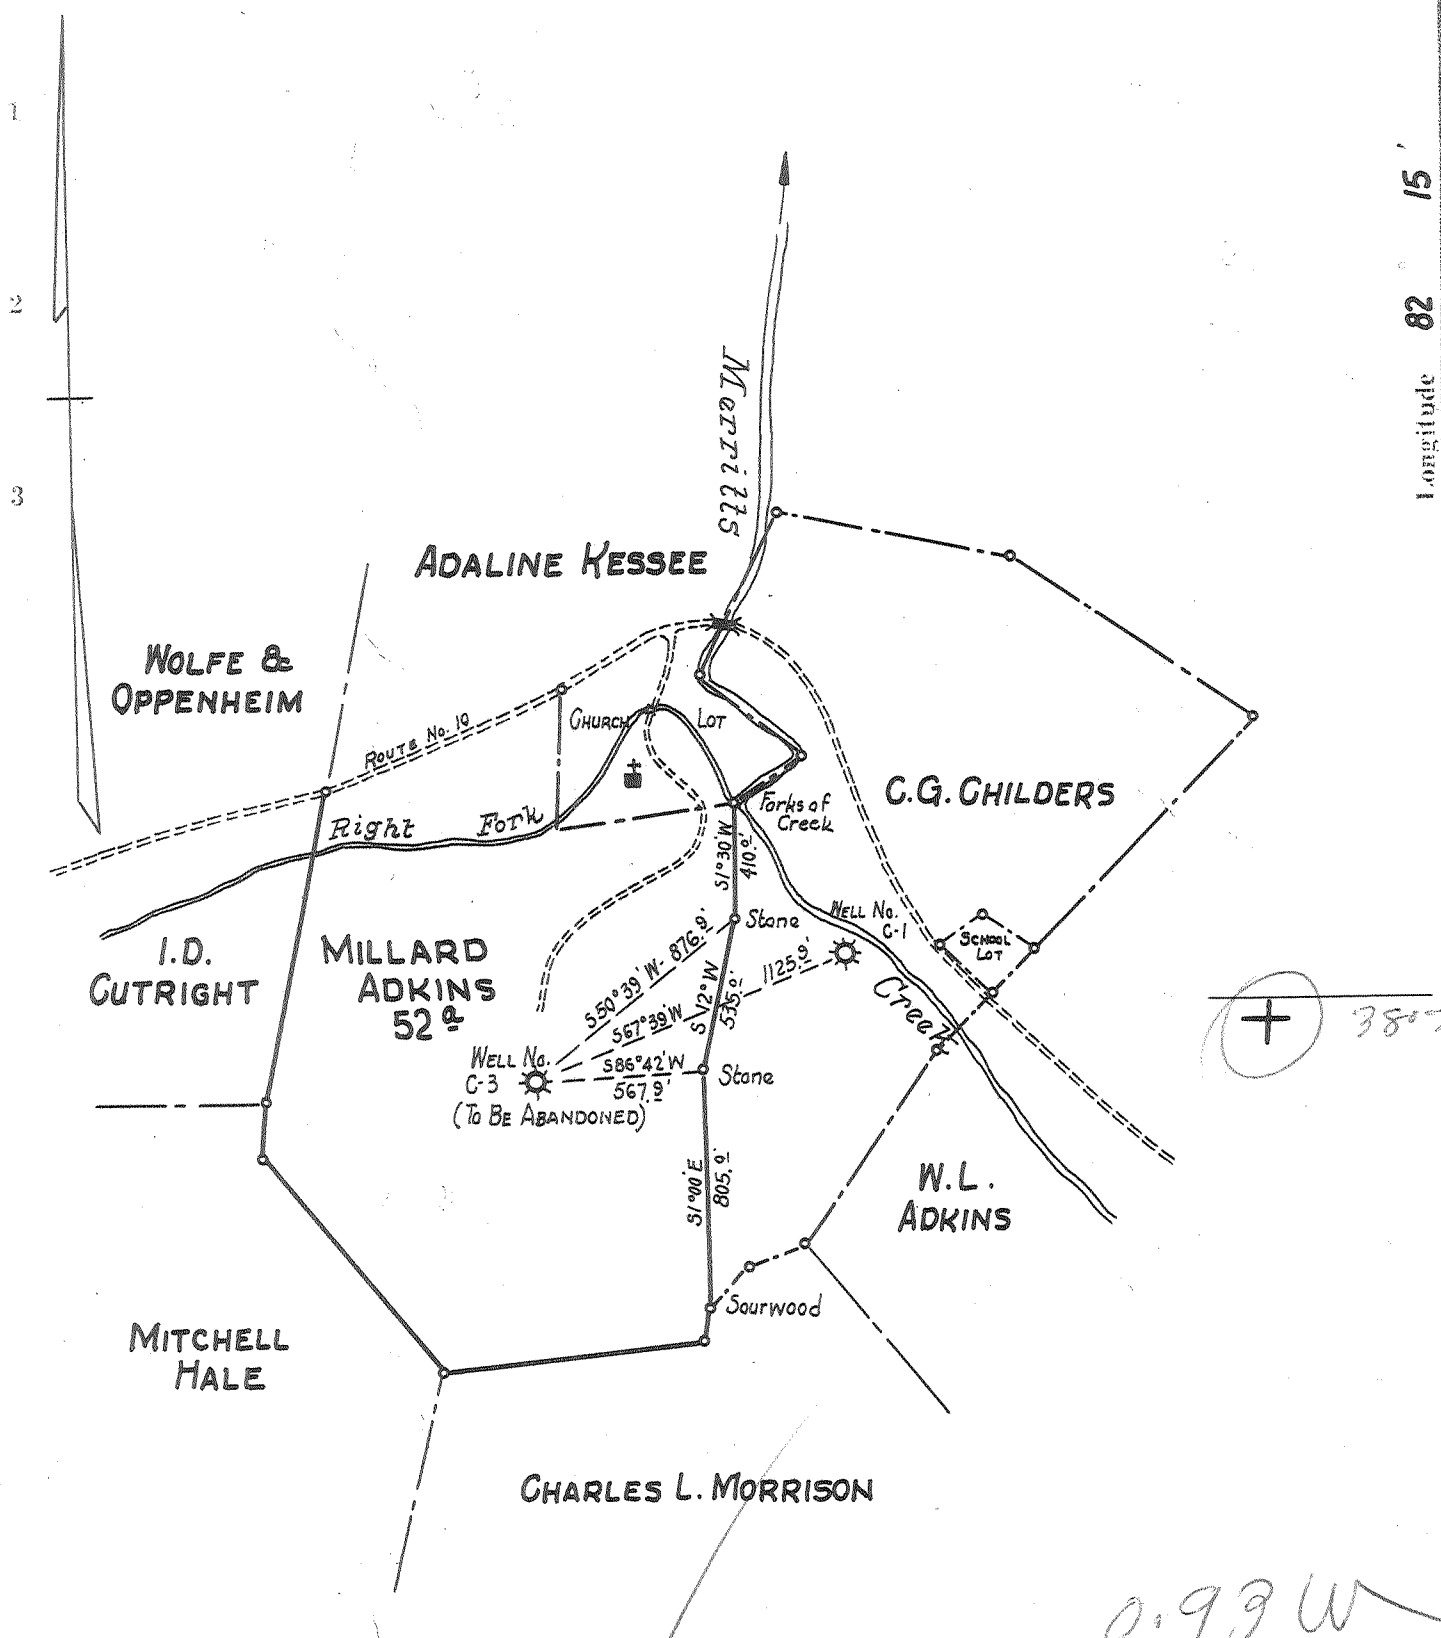 1
2
3
Longitude 82 15'
Merritts
ADALINE KESSEE
WOLFE &
OPPENHEIM
ROUTE No. 10
CHURCH LOT
Right Fork
Forks of
Creek
C.G. CHILDERS
S1°30'W
410.0'
Stone
WELL No.
C-1
SCHOOL
LOT
I.D.
CUTRIGHT
MILLARD
ADKINS
52 a
S50°39'W - 876.9'
S67°39'W 1125.9'
S 12° W
535.0'
Creek
WELL No.
C-3
(TO BE ABANDONED)
S86°42'W
567.9'
Stone
S1°00'E
805.0'
W.L.
ADKINS
Sourwood
MITCHELL
HALE
CHARLES L. MORRISON
0.93 W